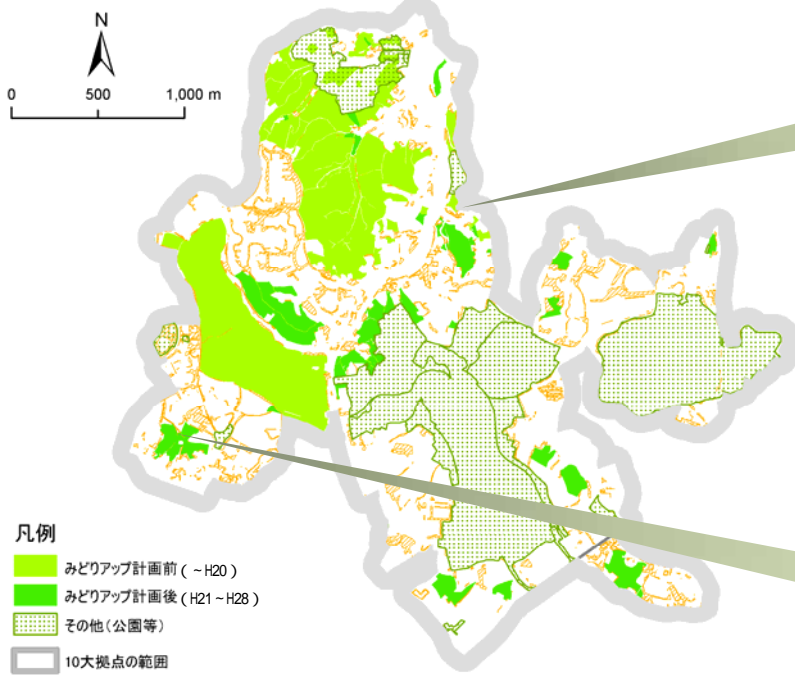 N
0 500 1,000 m
凡例
みどりアップ計画前(~H20)
みどりアップ計画後(H21~H28)
その他(公園等)
10大拠点の範囲